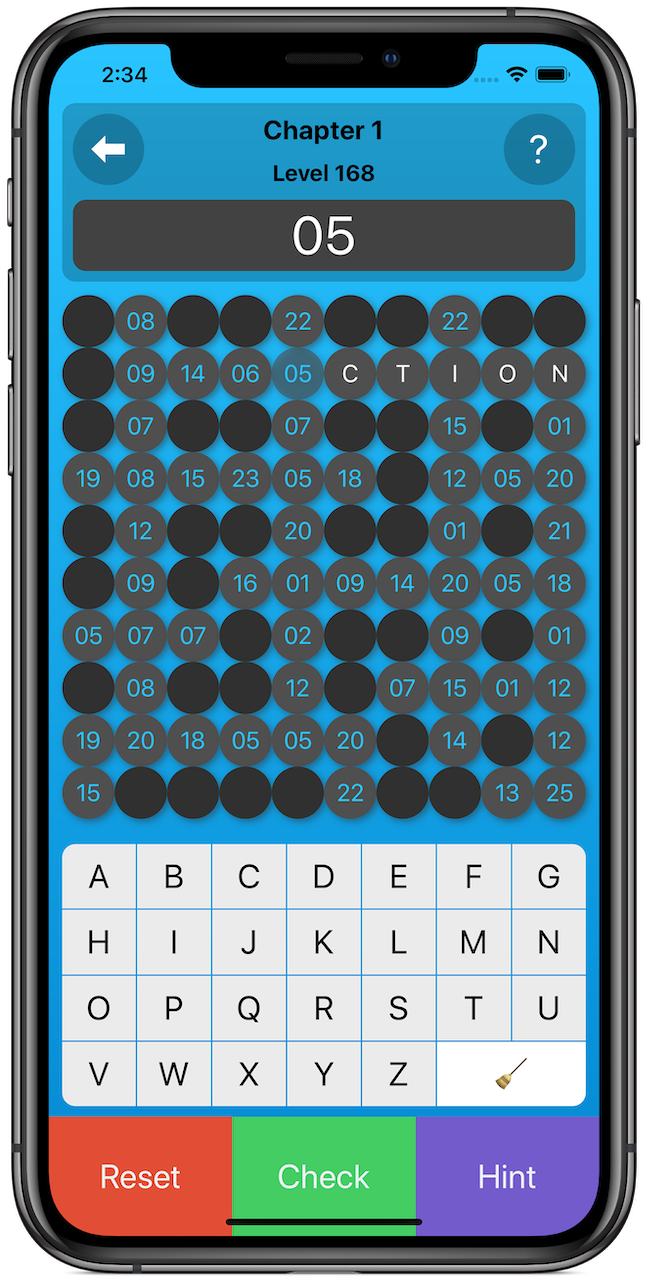 2:34
Chapter 1
?
Level 168
05
08 22 22
09 14 06 05 C T I O N
07 07 15 01
19 08 15 23 05 18 12 05 20
12 20 01 21
09 16 01 09 14 20 05 18
05 07 07 02 09 01
08 12 07 15 01 12
19 20 18 05 05 20 14 12
15 22 13 25
A B C D E F G
H I J K L M N
O P Q R S T U
V W X Y Z
Reset Check Hint